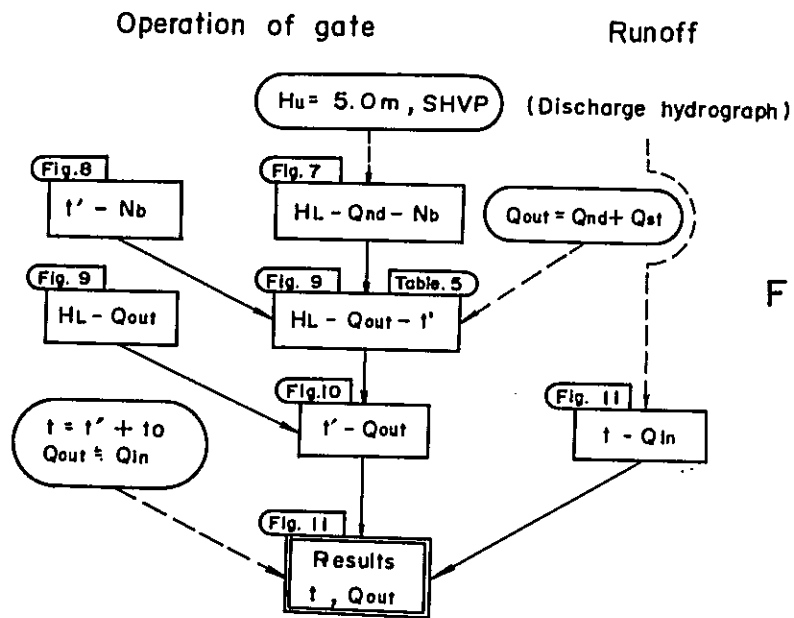 Operation of gate
Runoff
Hu = 5.0m, SHVP
(Discharge hydrograph)
Fig.8
t' - Nb
Fig.7
HL - Qnd - Nb
Qout = Qnd + Qst
Fig. 9
HL - Qout
Fig. 9
Table. 5
HL - Qout - t'
F
Fig.10
t' - Qout
Fig. 11
t - Qin
t = t' + to
Qout ≒ Qin
Fig. 11
Results
t , Qout